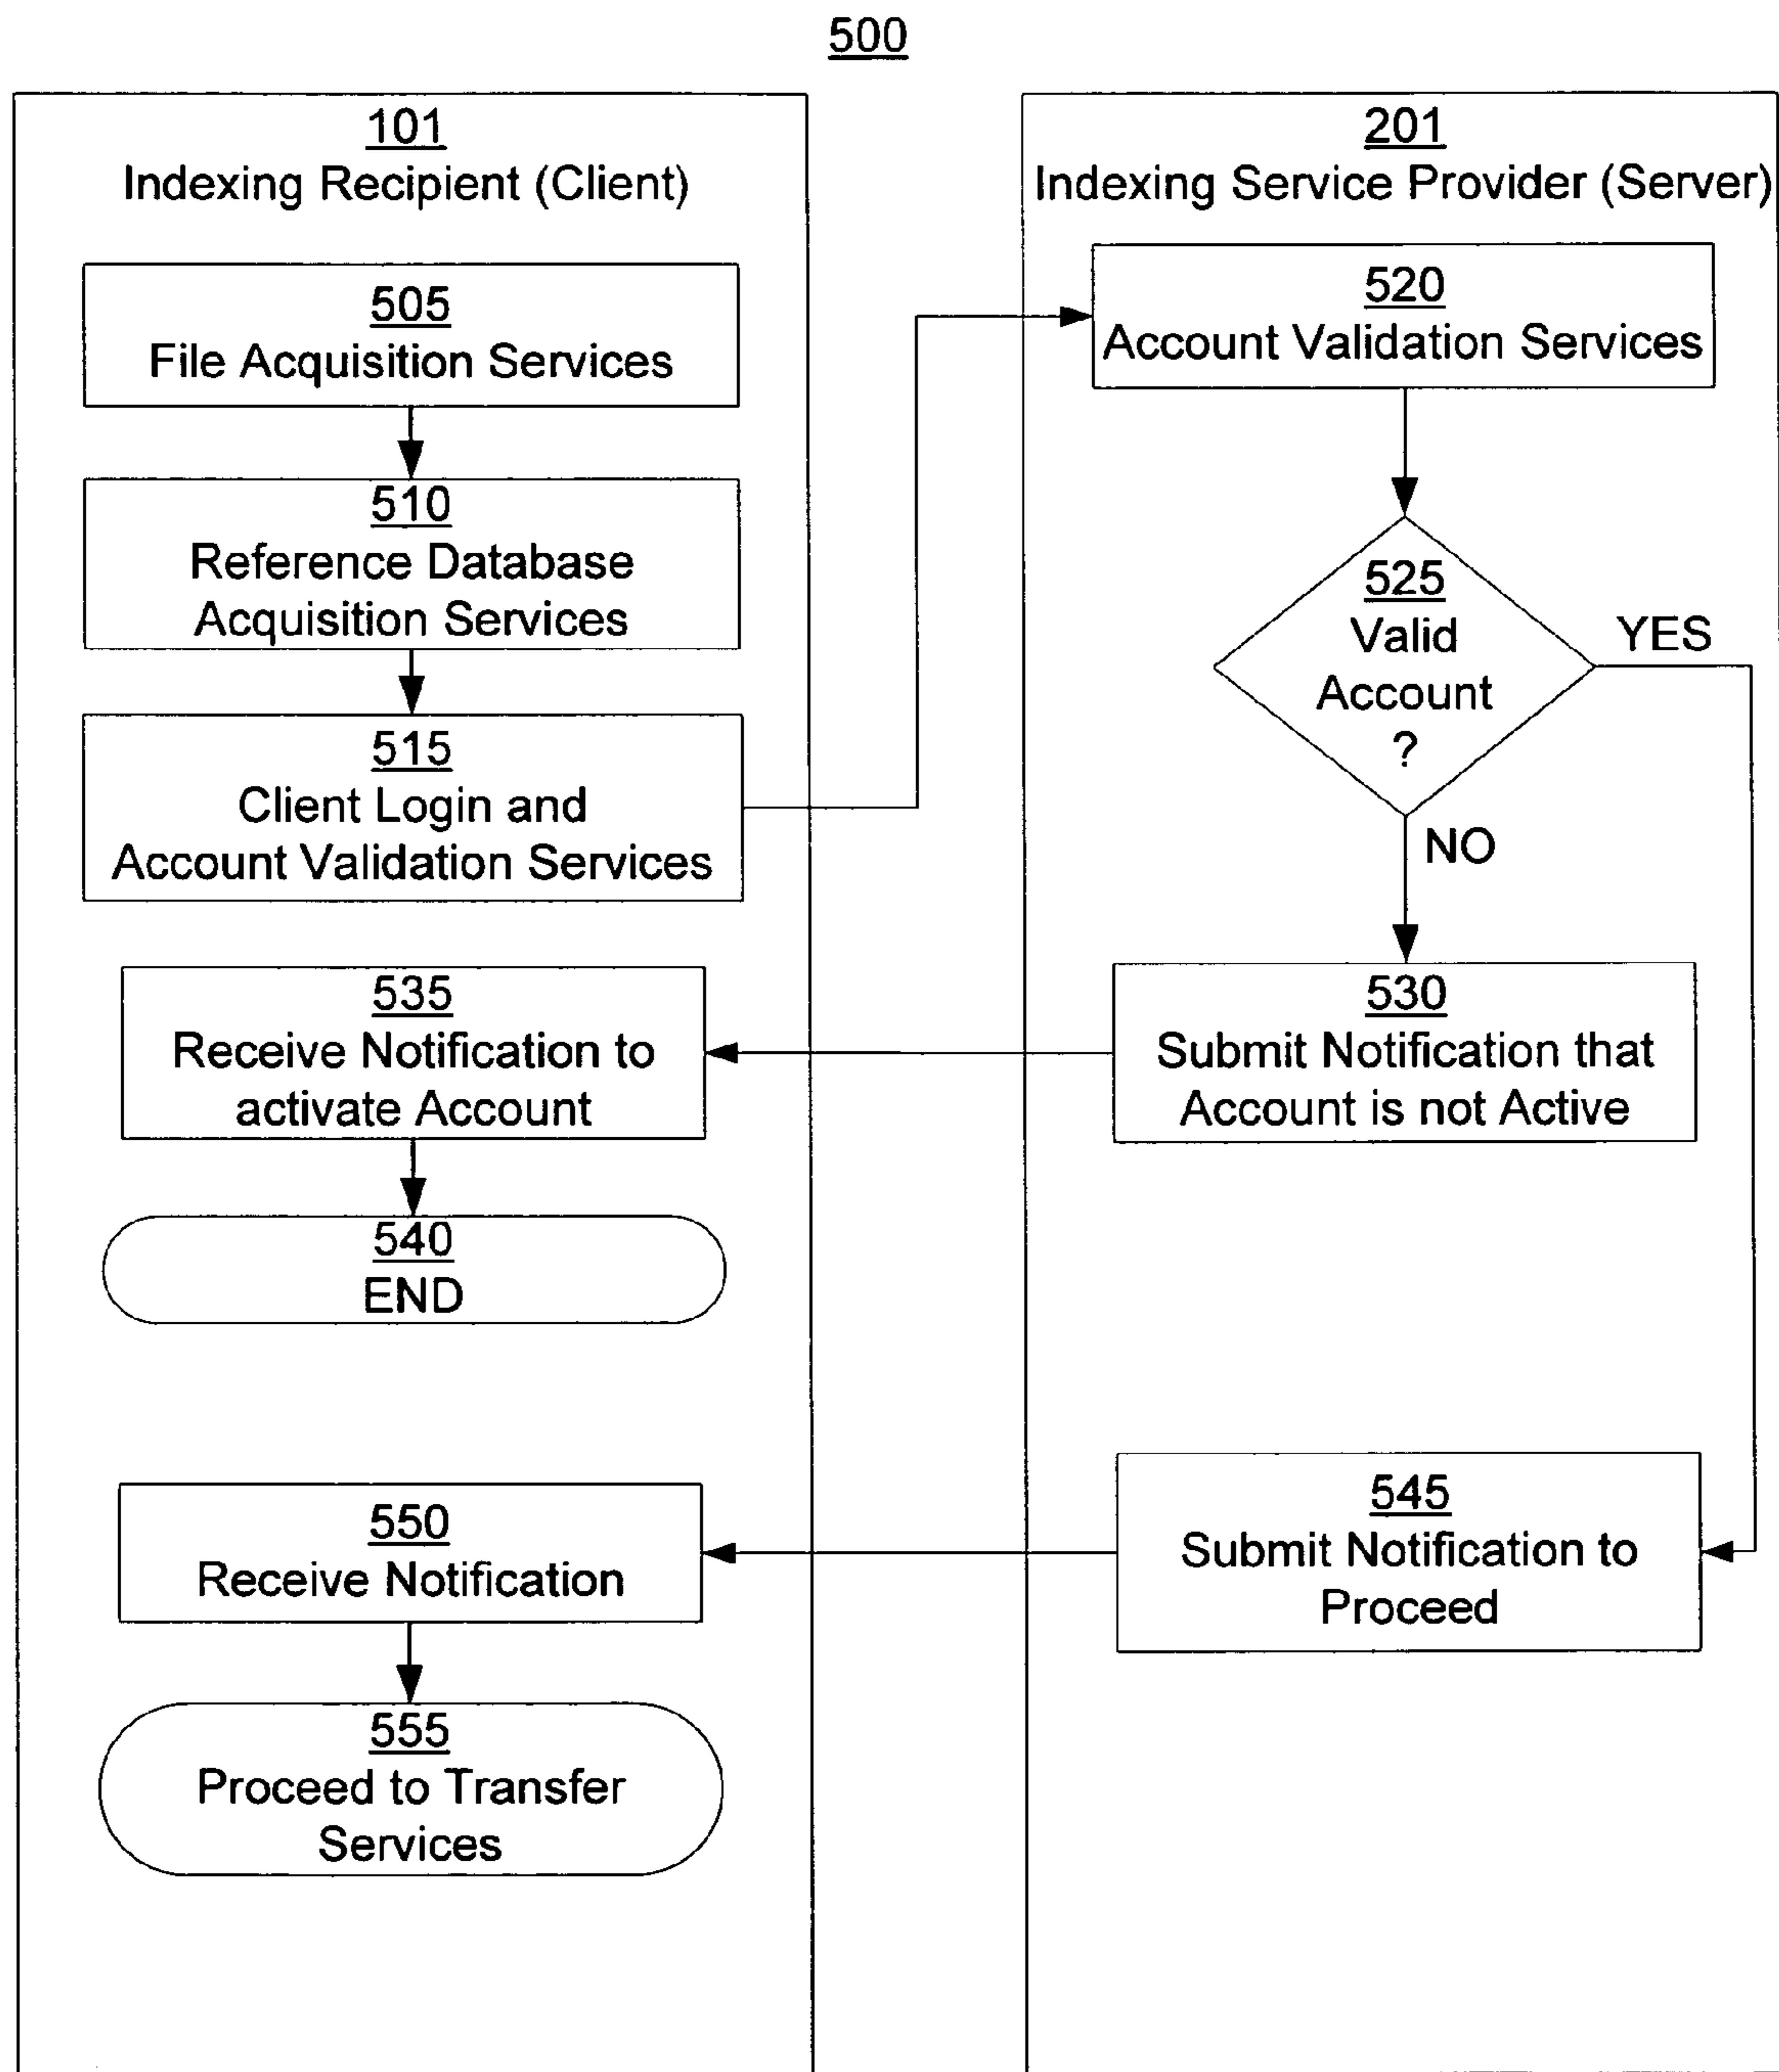 500
101
Indexing Recipient (Client)
505
File Acquisition Services
510
Reference Database
Acquisition Services
515
Client Login and
Account Validation Services
535
Receive Notification to
activate Account
540
END
550
Receive Notification
555
Proceed to Transfer
Services
201
Indexing Service Provider (Server)
520
Account Validation Services
525
Valid
Account
?
YES
NO
530
Submit Notification that
Account is not Active
545
Submit Notification to
Proceed